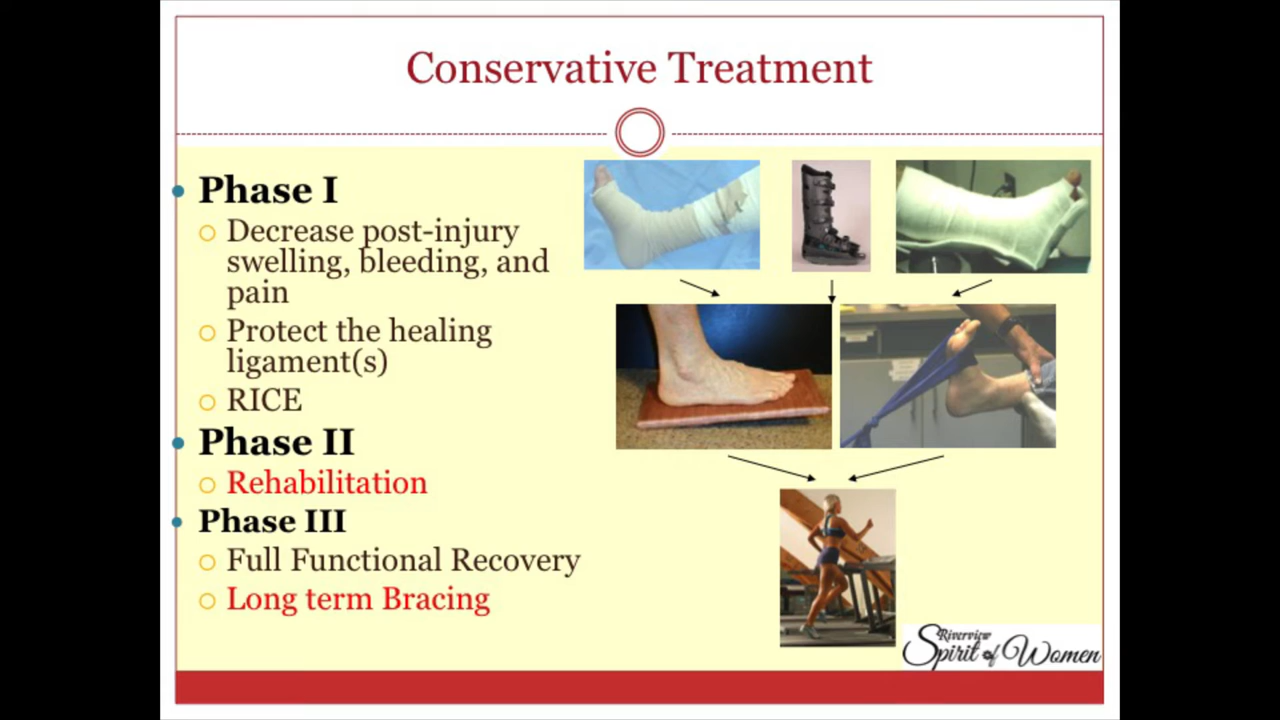 Conservative Treatment
Phase I
Decrease post-injury
swelling, bleeding, and
pain
Protect the healing
ligament(s)
RICE
Phase II
Rehabilitation
Phase III
Full Functional Recovery
Long term Bracing
Riverview
Spirit of Women